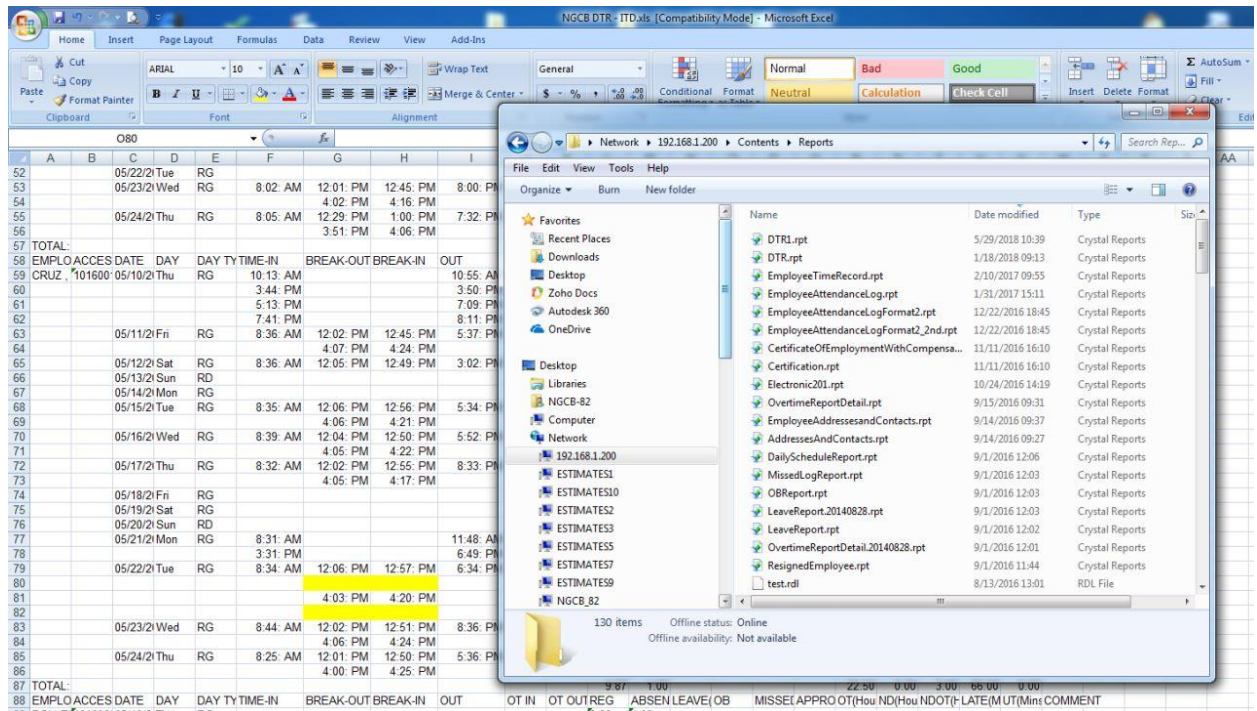 NGCB DTR - ITD.xls [Compatibility Mode] - Microsoft Excel
Home Insert Page Layout Formulas Data Review View Add-Ins
Cut
Copy
Paste
Format Painter
Clipboard
ARIAL 10
Font
Wrap Text
Merge & Center
Alignment
General
Conditional
Format
Normal Bad Good
Neutral Calculation Check Cell
Insert Delete Format
AutoSum
Fill
Clear
O80
A B C D E F G H I AA
52 05/22/2 Tue RG
53 05/23/2 Wed RG 8:02: AM 12:01: PM 12:45: PM 8:00: PM
54 4:02: PM 4:16: PM
55 05/24/2 Thu RG 8:05: AM 12:29: PM 1:00: PM 7:32: PM
56 3:51: PM 4:06: PM
57 TOTAL:
58 EMPLO ACCES DATE DAY DAY TY TIME-IN BREAK-OUT BREAK-IN OUT
59 CRUZ , 101600 05/10/2 Thu RG 10:13: AM 10:55: AM
60 3:44: PM 3:50: PM
61 5:13: PM 7:09: PM
62 7:41: PM 8:11: PM
63 05/11/2 Fri RG 8:36: AM 12:02: PM 12:45: PM 5:37: PM
64 4:07: PM 4:24: PM
65 05/12/2 Sat RG 8:36: AM 12:05: PM 12:49: PM 3:02: PM
66 05/13/2 Sun RD
67 05/14/2 Mon RG
68 05/15/2 Tue RG 8:35: AM 12:06: PM 12:56: PM 5:34: PM
69 4:06: PM 4:21: PM
70 05/16/2 Wed RG 8:39: AM 12:04: PM 12:50: PM 5:52: PM
71 4:05: PM 4:22: PM
72 05/17/2 Thu RG 8:32: AM 12:02: PM 12:55: PM 8:33: PM
73 4:05: PM 4:17: PM
74 05/18/2 Fri RG
75 05/19/2 Sat RG
76 05/20/2 Sun RD
77 05/21/2 Mon RG 8:31: AM 11:48: AM
78 3:31: PM 6:49: PM
79 05/22/2 Tue RG 8:34: AM 12:06: PM 12:57: PM 6:34: PM
80
81 4:03: PM 4:20: PM
82
83 05/23/2 Wed RG 8:44: AM 12:02: PM 12:51: PM 8:36: PM
84 4:06: PM 4:24: PM
85 05/24/2 Thu RG 8:25: AM 12:01: PM 12:50: PM 5:36: PM
86 4:00: PM 4:25: PM
87 TOTAL: 9.87 1.00 22.50 0.00 3.00 66.00 0.00
88 EMPLO ACCES DATE DAY DAY TY TIME-IN BREAK-OUT BREAK-IN OUT OT IN OT OUT REG ABSEN LEAVE( OB MISSEL APPRO OT(Hou ND(Hou NDOT(H LATE(M UT(Mins COMMENT
Network 192.168.1.200 Contents Reports
Search Rep...
File Edit View Tools Help
Organize Burn New folder
Favorites
Recent Places
Downloads
Desktop
Zoho Docs
Autodesk 360
OneDrive
Desktop
Libraries
NGCB-82
Computer
Network
192.168.1.200
ESTIMATES1
ESTIMATES10
ESTIMATES2
ESTIMATES3
ESTIMATES5
ESTIMATES7
ESTIMATES9
NGCB_82
Name Date modified Type Siz
DTR1.rpt 5/29/2018 10:39 Crystal Reports
DTR.rpt 1/18/2018 09:13 Crystal Reports
EmployeeTimeRecord.rpt 2/10/2017 09:55 Crystal Reports
EmployeeAttendanceLog.rpt 1/31/2017 15:11 Crystal Reports
EmployeeAttendanceLogFormat2.rpt 12/22/2016 18:45 Crystal Reports
EmployeeAttendanceLogFormat2_2nd.rpt 12/22/2016 18:45 Crystal Reports
CertificateOfEmploymentWithCompensa... 11/11/2016 16:10 Crystal Reports
Certification.rpt 11/11/2016 16:10 Crystal Reports
Electronic201.rpt 10/24/2016 14:19 Crystal Reports
OvertimeReportDetail.rpt 9/15/2016 09:31 Crystal Reports
EmployeeAddressesandContacts.rpt 9/14/2016 09:37 Crystal Reports
AddressesAndContacts.rpt 9/14/2016 09:27 Crystal Reports
DailyScheduleReport.rpt 9/1/2016 12:06 Crystal Reports
MissedLogReport.rpt 9/1/2016 12:03 Crystal Reports
OBReport.rpt 9/1/2016 12:03 Crystal Reports
LeaveReport.20140828.rpt 9/1/2016 12:03 Crystal Reports
LeaveReport.rpt 9/1/2016 12:02 Crystal Reports
OvertimeReportDetail.20140828.rpt 9/1/2016 12:01 Crystal Reports
ResignedEmployee.rpt 9/1/2016 11:44 Crystal Reports
test.rdl 8/13/2016 13:01 RDL File
130 items Offline status: Online
Offline availability: Not available